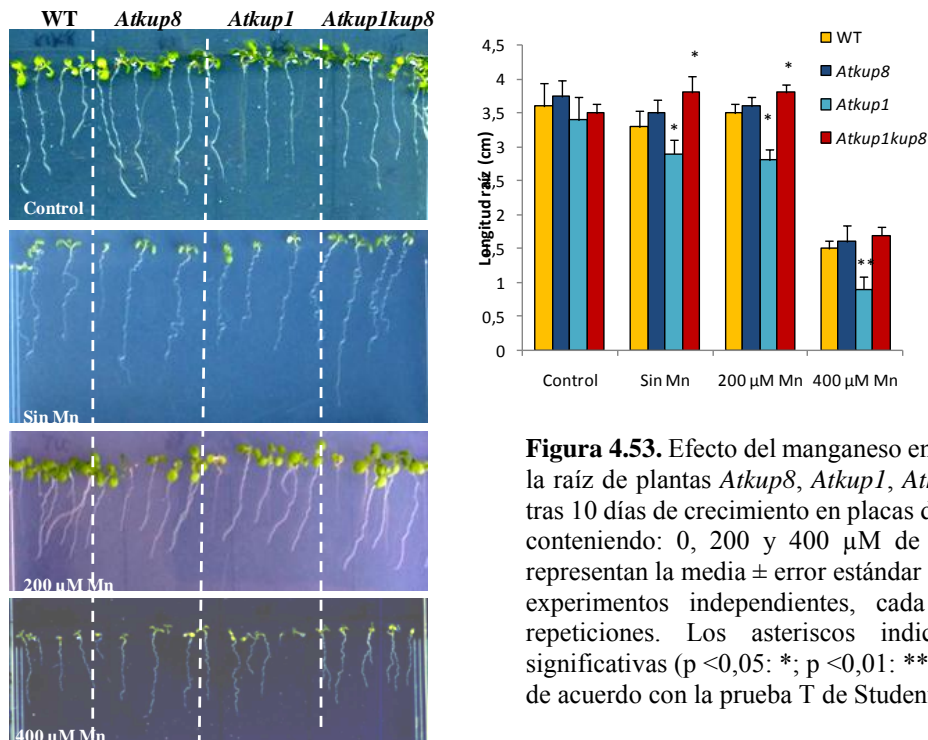 WT Atkup8 Atkup1 Atkup1kup8
Control
Sin Mn
200 µM Mn
400 µM Mn
Longitud raíz (cm)
4,5
4
3,5
3
2,5
2
1,5
1
0,5
0
* * * * **
Control Sin Mn 200 µM Mn 400 µM Mn
WT
Atkup8
Atkup1
Atkup1kup8
Figura 4.53. Efecto del manganeso en
la raíz de plantas Atkup8, Atkup1, At
tras 10 días de crecimiento en placas d
conteniendo: 0, 200 y 400 µM de
representan la media ± error estándar
experimentos independientes, cada
repeticiones. Los asteriscos indic
significativas (p <0,05: *; p <0,01: **
de acuerdo con la prueba T de Student